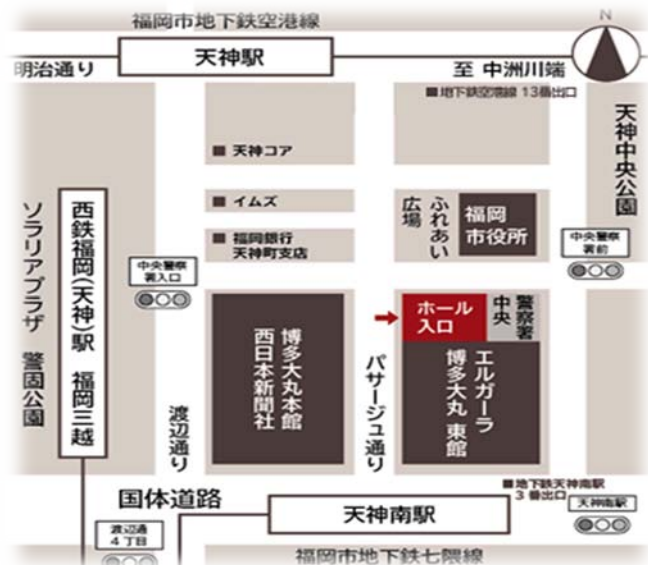 福岡市地下鉄空港線
N
天神駅
明治通り
至 中洲川端
■地下鉄空港線 13番出口
■ 天神コア
天神中央公園
■ イムズ
ふれあい
広場
福岡
市役所
■ 福岡銀行
天神町支店
中央警察
署入口
中央警察
署前
西鉄福岡(天神)駅 福岡三越
ソラリアプラザ 警固公園
ホール
入口
中央
警察署
博多大丸本館
西日本新聞社
エルガーラ
博多大丸 東館
パサージュ通り
渡辺通り
国体道路
■地下鉄天神南駅
3 番出口
天神南駅
天神南駅
渡辺通
4丁目
福岡市地下鉄七隈線